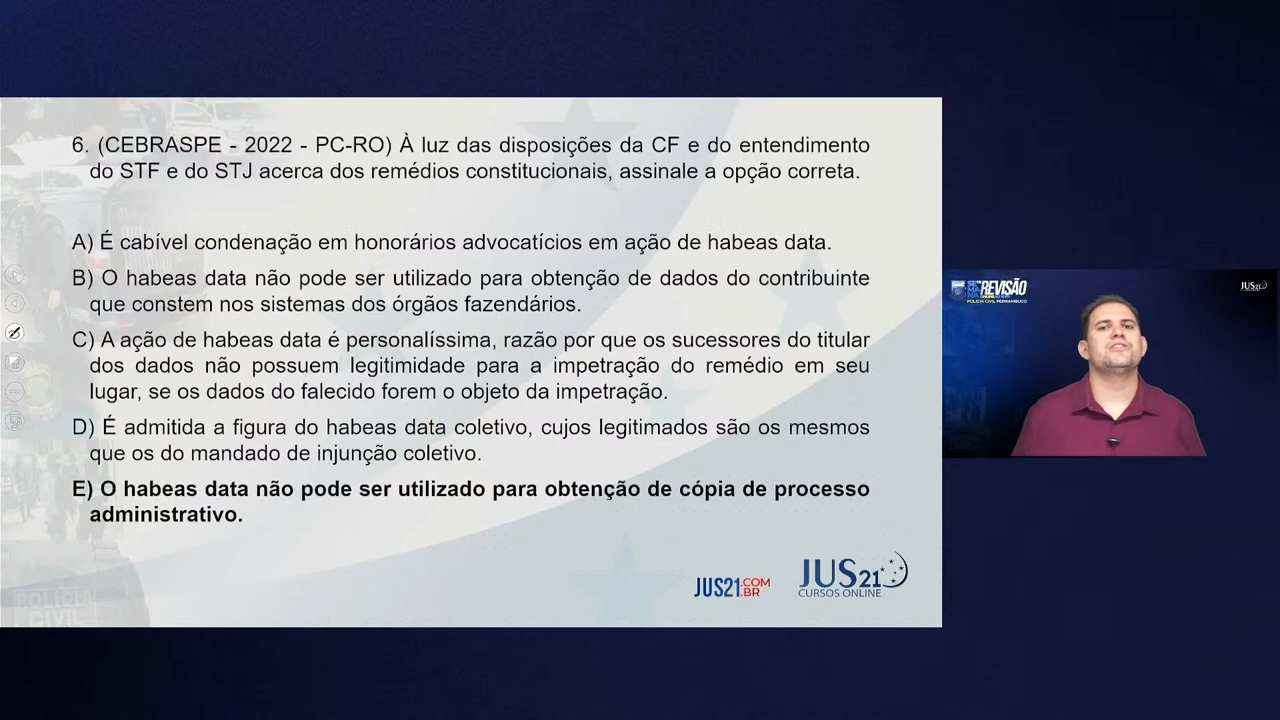 6. (CEBRASPE - 2022 - PC-RO) À luz das disposições da CF e do entendimento
do STF e do STJ acerca dos remédios constitucionais, assinale a opção correta.
A) É cabível condenação em honorários advocatícios em ação de habeas data.
B) O habeas data não pode ser utilizado para obtenção de dados do contribuinte
que constem nos sistemas dos órgãos fazendários.
C) A ação de habeas data é personalíssima, razão por que os sucessores do titular
dos dados não possuem legitimidade para a impetração do remédio em seu
lugar, se os dados do falecido forem o objeto da impetração.
D) É admitida a figura do habeas data coletivo, cujos legitimados são os mesmos
que os do mandado de injunção coletivo.
E) O habeas data não pode ser utilizado para obtenção de cópia de processo
administrativo.
JUS21.COM.BR
JUS21
CURSOS ONLINE
POLÍCIA
CIVIL
SEMANA REVISÃO
POLÍCIA CIVIL PERNAMBUCO
JUS21